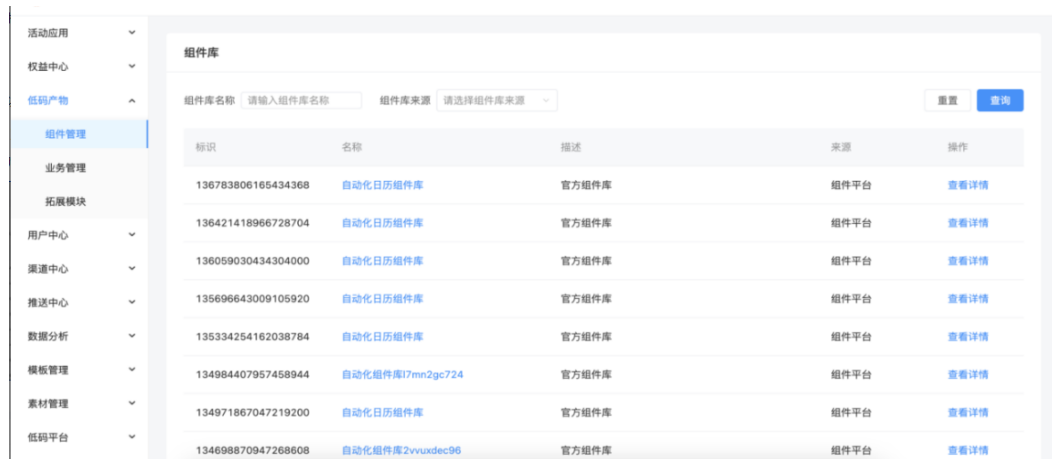 活动应用
权益中心
低码产物
组件管理
业务管理
拓展模块
用户中心
渠道中心
推送中心
数据分析
模板管理
素材管理
低码平台
组件库
组件库名称 请输入组件库名称 组件库来源 请选择组件库来源 重置 查询
标识 名称 描述 来源 操作
136783806165434368 自动化日历组件库 官方组件库 组件平台 查看详情
136421418966728704 自动化日历组件库 官方组件库 组件平台 查看详情
136059030434304000 自动化日历组件库 官方组件库 组件平台 查看详情
135696643009105920 自动化日历组件库 官方组件库 组件平台 查看详情
135334254162038784 自动化日历组件库 官方组件库 组件平台 查看详情
134984407957458944 自动化组件库l7mn2gc724 官方组件库 组件平台 查看详情
134971867047219200 自动化日历组件库 官方组件库 组件平台 查看详情
134698870947268608 自动化组件库2vvuxdec96 官方组件库 组件平台 查看详情